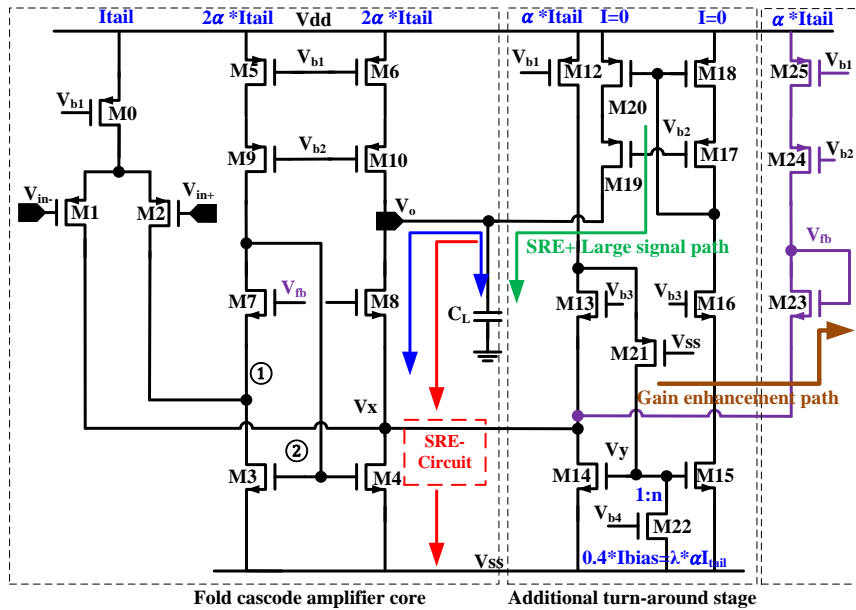 Itail 2α*Itail Vdd 2α*Itail α*Itail I=0 I=0 α*Itail
M5 Vb1 M6 Vb1 M12 M18 M25 Vb1
Vb1 M0 M20
M9 Vb2 M10 Vb2 M17 M24 Vb2
Vin- M1 M2 Vin+ Vo M19
SRE+ Large signal path Vfb
M7 Vfb M8 CL M13 Vb3 Vb3 M16 M23
M21 Vss
①
Vx Gain enhancement path
SRE-
Circuit
② Vy
M3 M4 M14 M15
1:n
Vb4 M22
Vss 0.4*Ibias=λ*αItail
Fold cascode amplifier core Additional turn-around stage